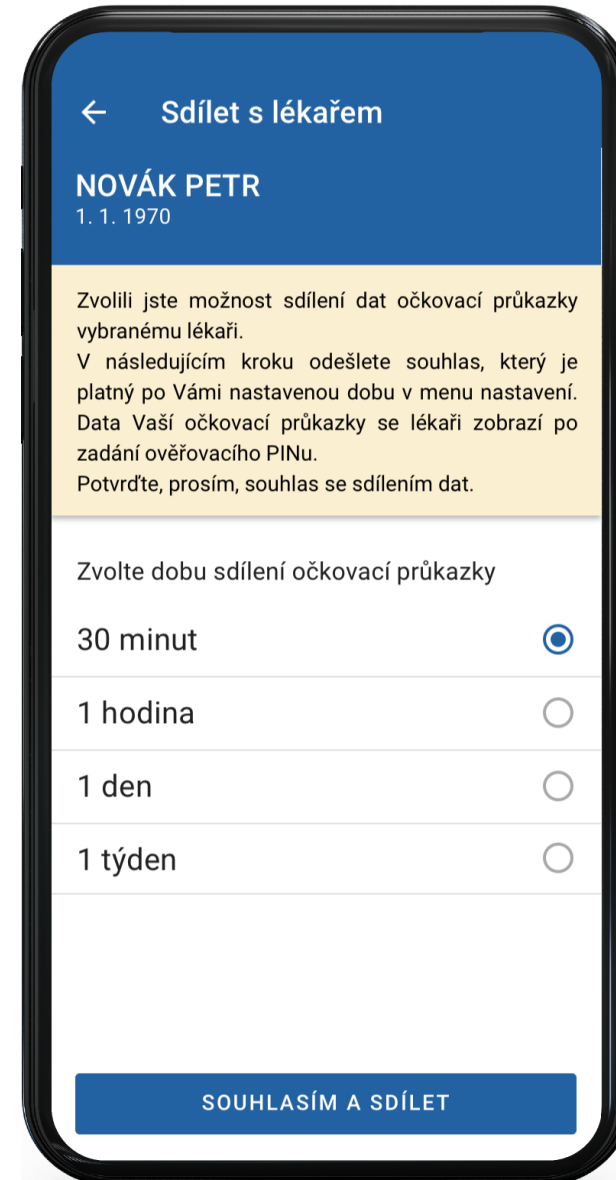 Sdílet s lékařem
NOVÁK PETR
1. 1. 1970
Zvolili jste možnost sdílení dat očkovací průkazky
vybranému lékaři.
V následujícím kroku odešlete souhlas, který je
platný po Vámi nastavenou dobu v menu nastavení.
Data Vaší očkovací průkazky se lékaři zobrazí po
zadání ověřovacího PINu.
Potvrďte, prosím, souhlas se sdílením dat.
Zvolte dobu sdílení očkovací průkazky
30 minut
1 hodina
1 den
1 týden
SOUHLASÍM A SDÍLET